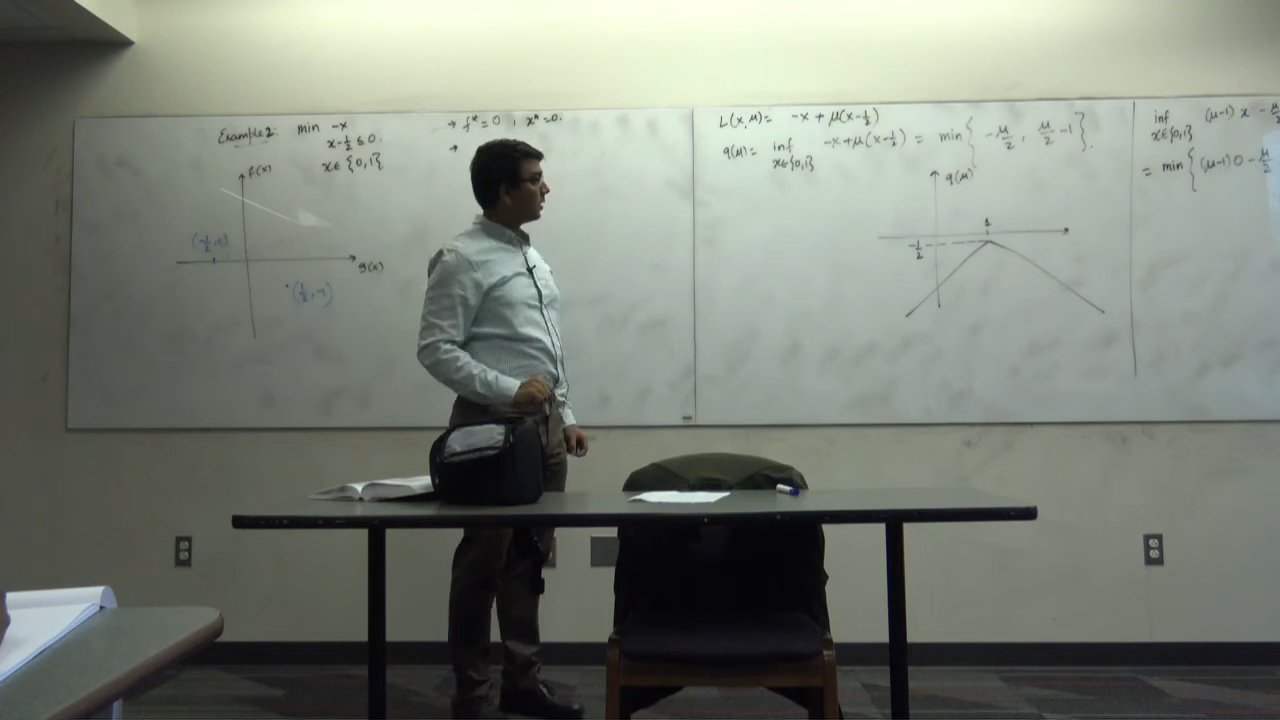 Example 2: min -x
x-1/2 ≤ 0.
x ∈ {0,1}.
→ f* = 0 , x* = 0.
→
f(x)
(-1/2, 0)
g(x)
(1/2, -1)
L(x,μ) = -x + μ(x-1/2)
q(μ) = inf -x+μ(x-1/2) = min{ -μ/2 , μ/2 -1 }.
x∈{0,1}
q(μ)
1
-1/2
inf (μ-1) x - μ/2
x∈{0,1}
= min { (μ-1) 0 - μ/2